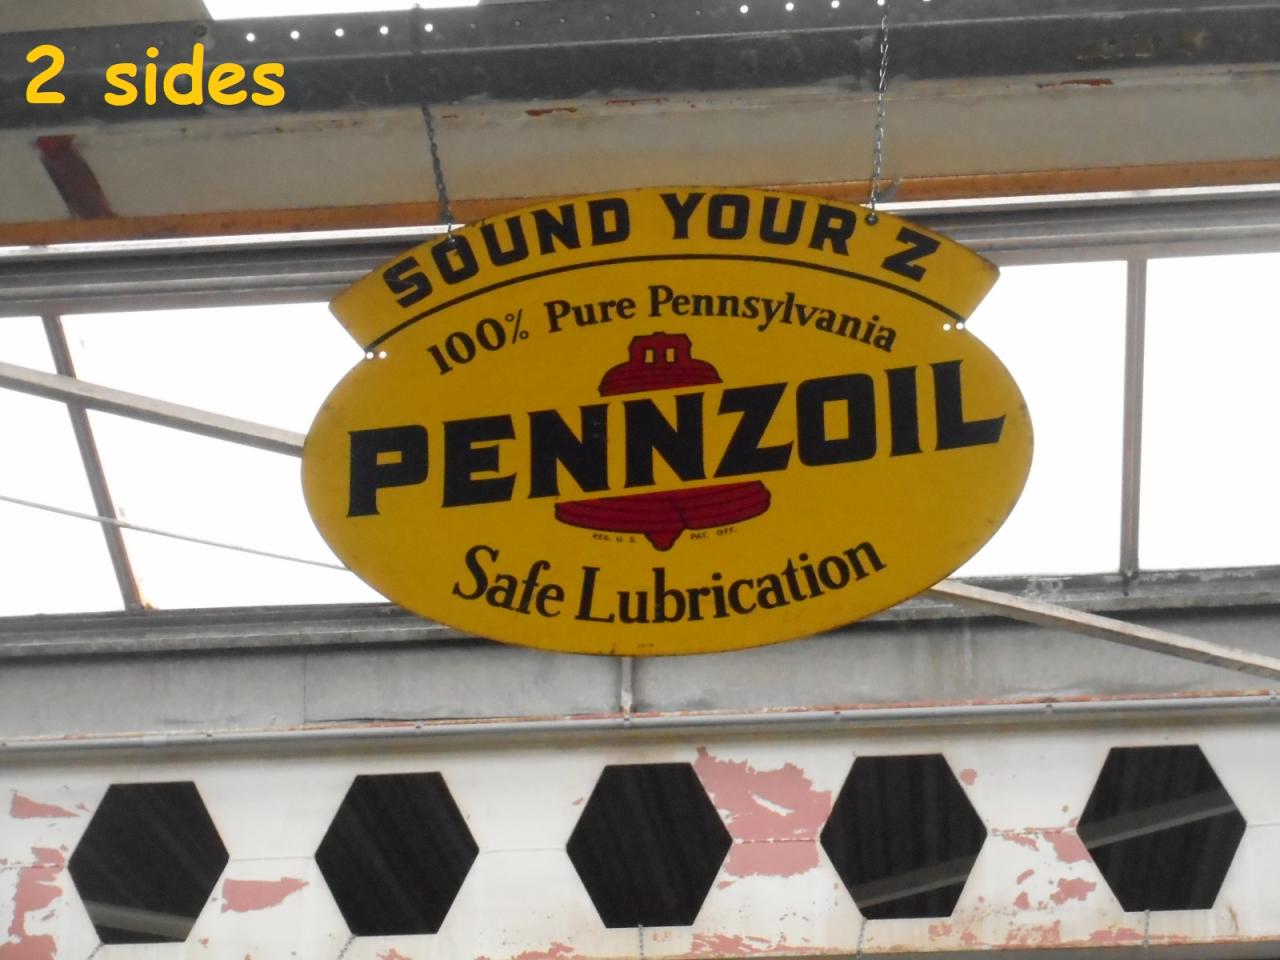 2 sides
SOUND YOUR Z
100% Pure Pennsylvania
PENNZOIL
REG. U. S. PAT. OFF.
Safe Lubrication